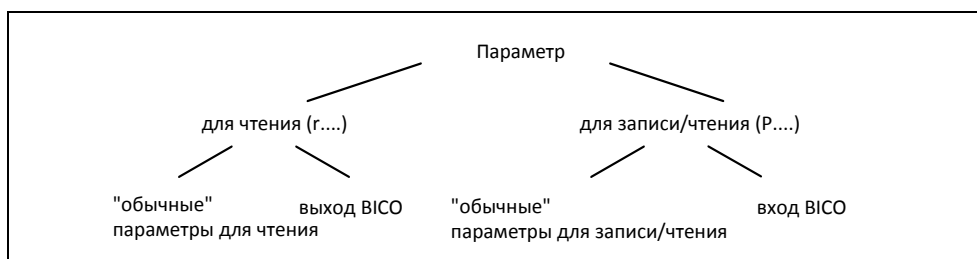 Параметр
для чтения (r....)
для записи/чтения (P....)
"обычные"
параметры для чтения
выход BICO
"обычные"
параметры для записи/чтения
вход BICO